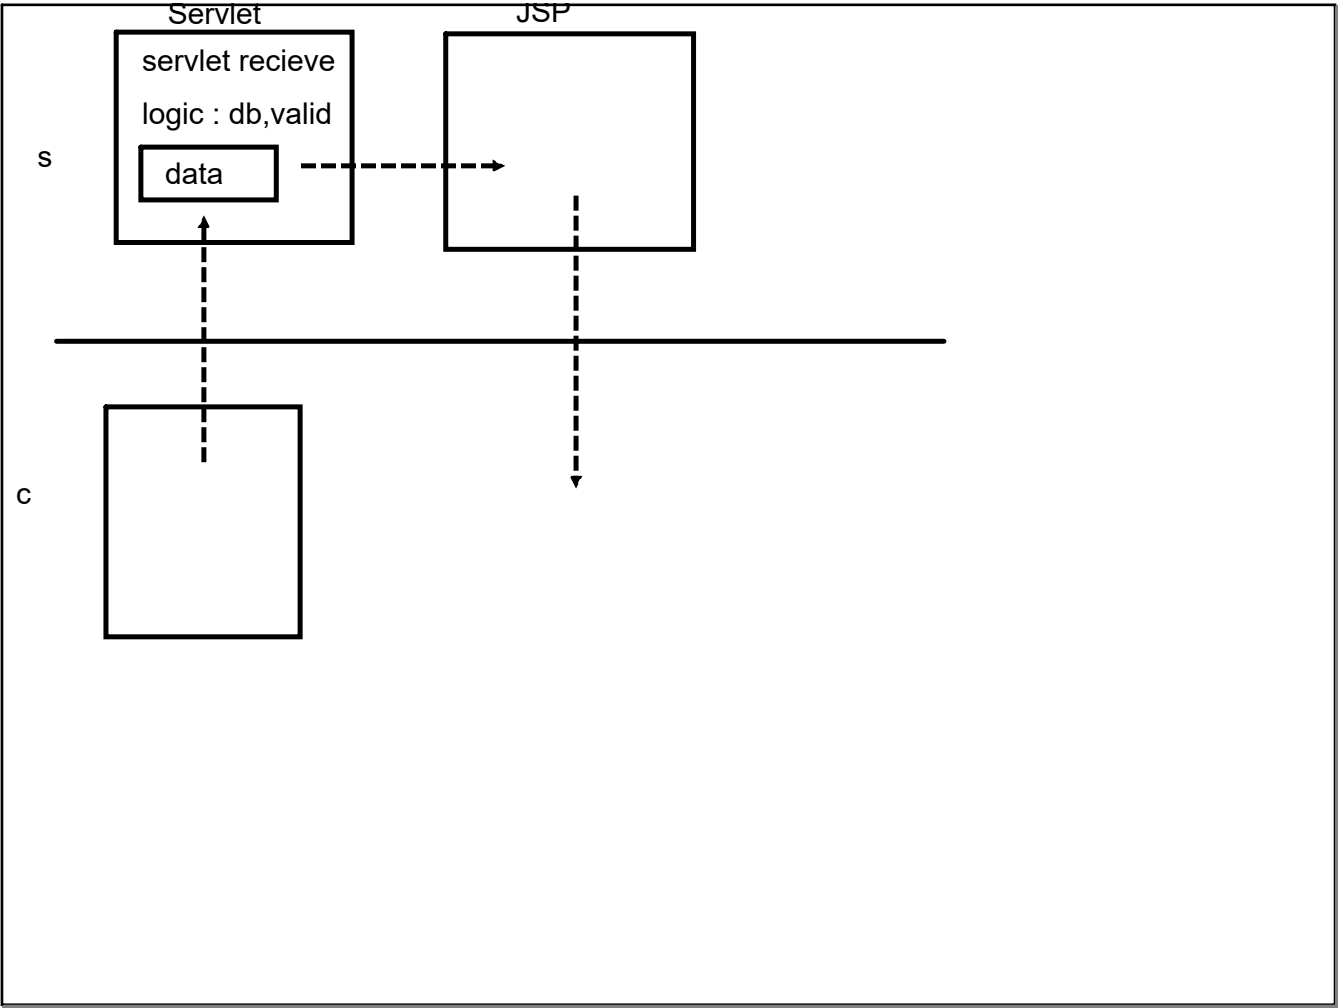 Servlet
JSP
servlet recieve
logic : db,valid
s
data
c